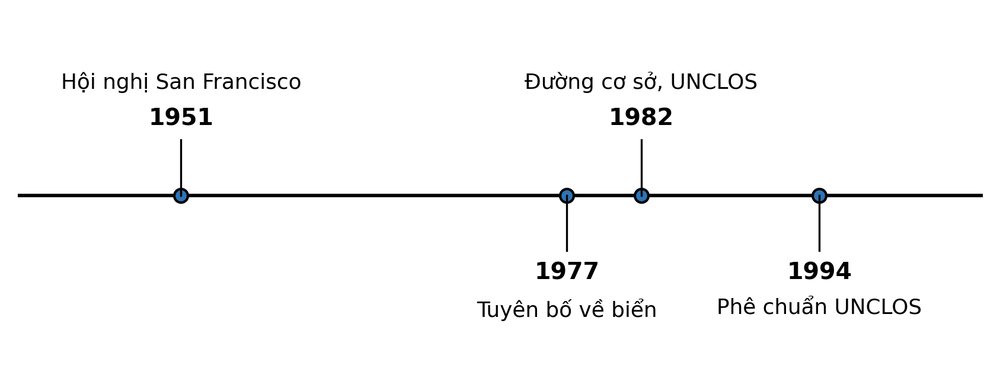 Hội nghị San Francisco
1951
Đường cơ sở, UNCLOS
1982
1977
Tuyên bố về biển
1994
Phê chuẩn UNCLOS